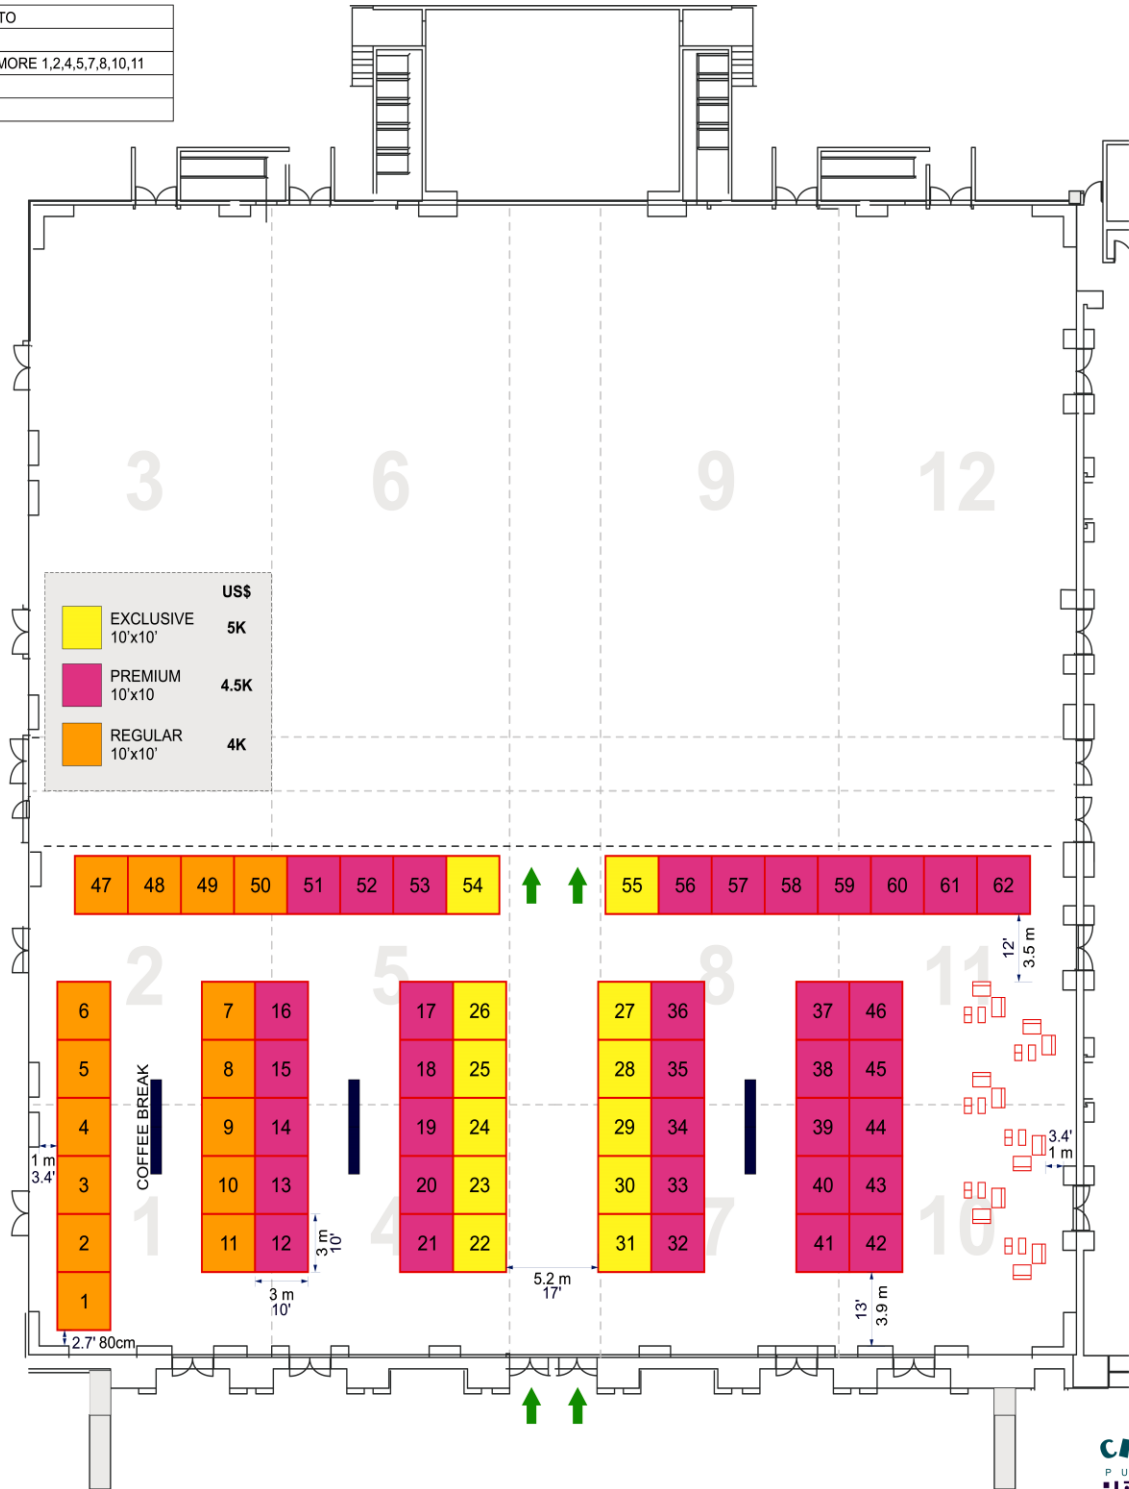 TO
MORE 1,2,4,5,7,8,10,11
3
6
9
12
US$
EXCLUSIVE
10'x10'
5K
PREMIUM
10'x10
4.5K
REGULAR
10'x10'
4K
47 48 49 50 51 52 53 54
55 56 57 58 59 60 61 62
12'
3.5 m
2
5
8
11
6 7 16 17 26 27 36 37 46
5 8 15 18 25 28 35 38 45
COFFEE BREAK
4 9 14 19 24 29 34 39 44
3.4'
1 m
1 m
3.4'
3 10 13 20 23 30 33 40 43
1
4
7
10
2 11 12 21 22 31 32 41 42
3 m
10'
3 m
10'
5.2 m
17'
1
13'
3.9 m
2.7' 80cm
P U